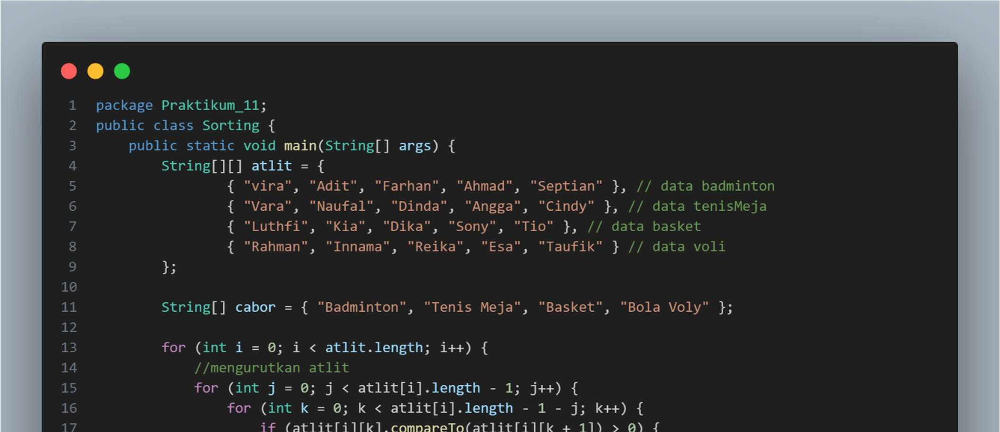 1 package Praktikum_11;
2 public class Sorting {
3     public static void main(String[] args) {
4         String[][] atlit = {
5                 { "vira", "Adit", "Farhan", "Ahmad", "Septian" }, // data badminton
6                 { "Vara", "Naufal", "Dinda", "Angga", "Cindy" }, // data tenisMeja
7                 { "Luthfi", "Kia", "Dika", "Sony", "Tio" }, // data basket
8                 { "Rahman", "Innama", "Reika", "Esa", "Taufik" } // data voli
9         };
10
11         String[] cabor = { "Badminton", "Tenis Meja", "Basket", "Bola Voly" };
12
13         for (int i = 0; i < atlit.length; i++) {
14             //mengurutkan atlit
15             for (int j = 0; j < atlit[i].length - 1; j++) {
16                 for (int k = 0; k < atlit[i].length - 1 - j; k++) {
17                     if (atlit[i][k].compareTo(atlit[i][k + 1]) > 0) {